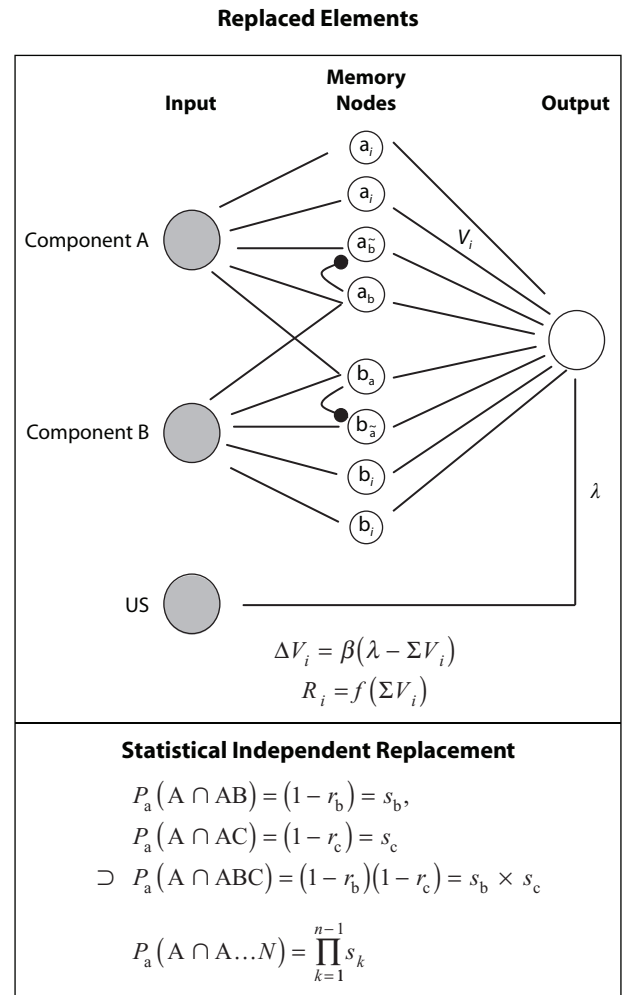 Replaced Elements
Input
Memory
Nodes
Output
Component A
Component B
US
aᵢ
aᵢ
a_b̃
a_b
b_a
b_ã
bᵢ
bᵢ
Vᵢ
λ
ΔVᵢ = β(λ − ΣVᵢ)
Rᵢ = f(ΣVᵢ)
Statistical Independent Replacement
Pₐ(A ∩ AB) = (1 − r_b) = s_b,
Pₐ(A ∩ AC) = (1 − r_c) = s_c
⊃ Pₐ(A ∩ ABC) = (1 − r_b)(1 − r_c) = s_b × s_c
Pₐ(A ∩ A…N) = ∏_{k=1}^{n−1} s_k